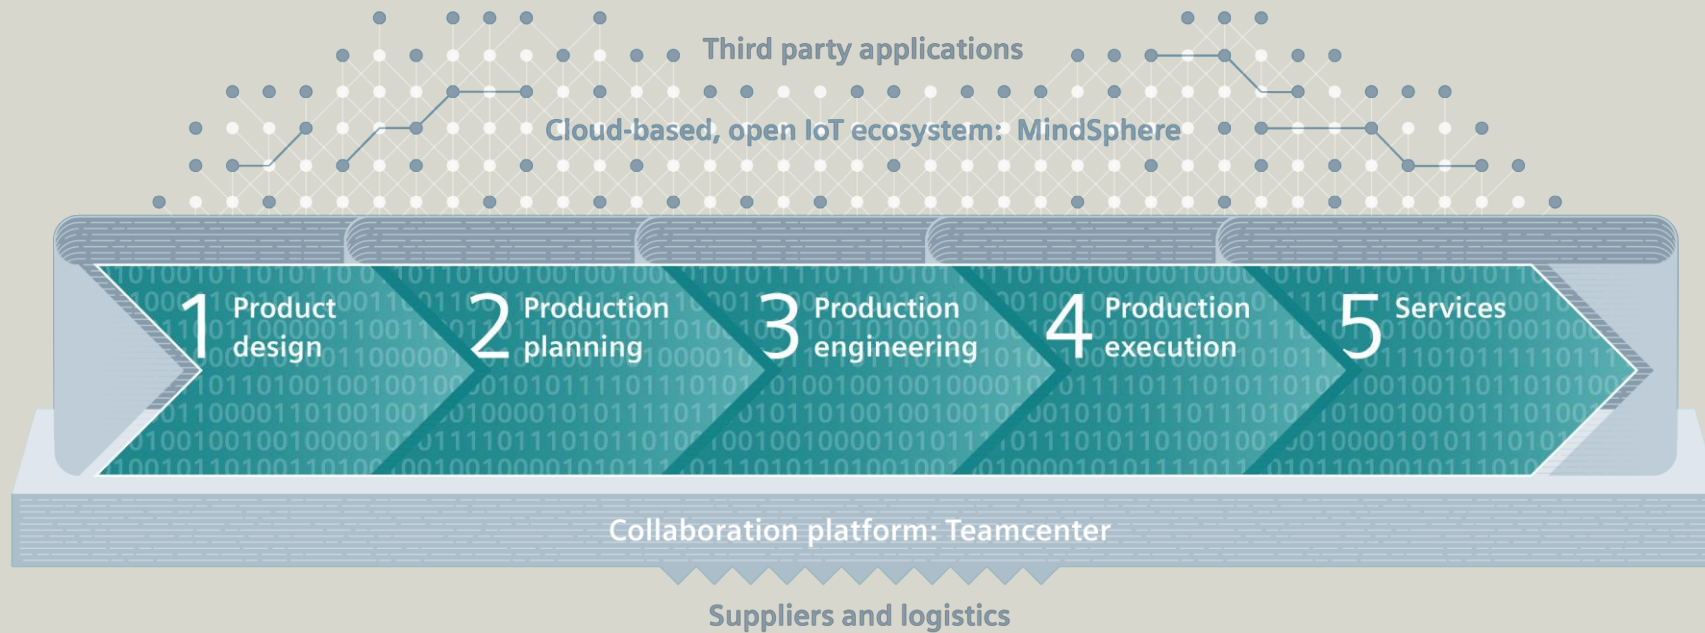 Third party applications
Cloud-based, open IoT ecosystem: MindSphere
1 Product
design
2 Production
planning
3 Production
engineering
4 Production
execution
5 Services
Collaboration platform: Teamcenter
Suppliers and logistics